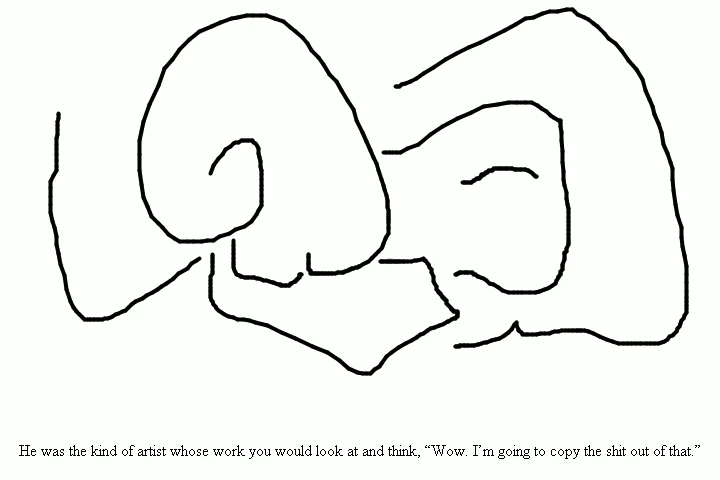 He was the kind of artist whose work you would look at and think, “Wow. I’m going to copy the shit out of that.”